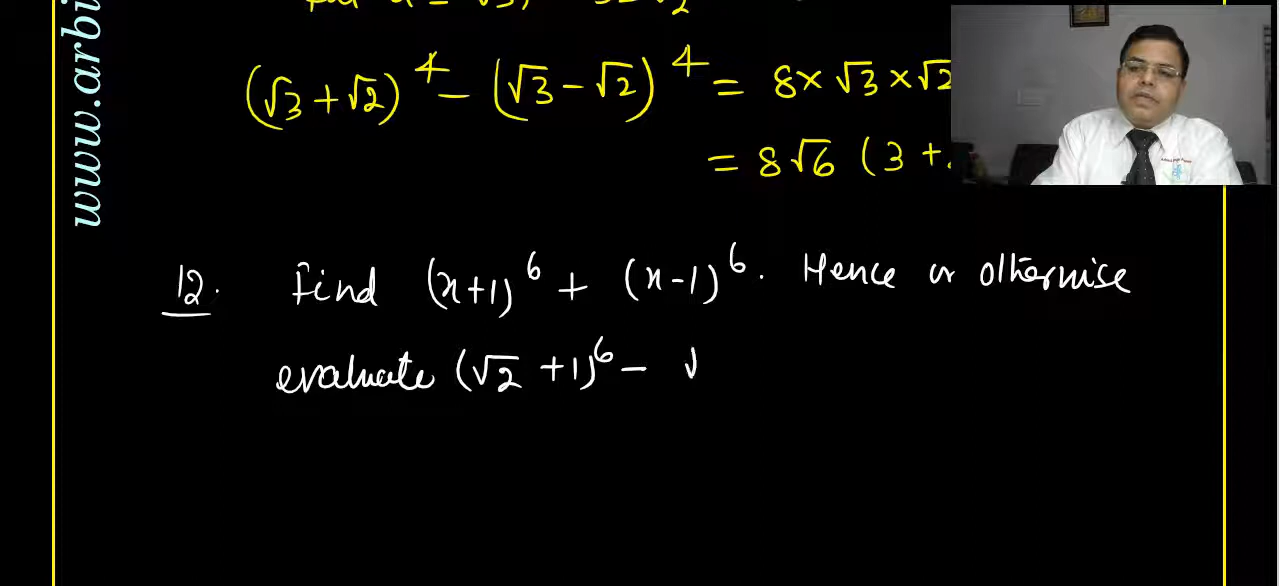 www.arbi
(√3 + √2)⁴ - (√3 - √2)⁴ = 8 × √3 × √2
= 8√6 (3 +
12. Find (x+1)⁶ + (x-1)⁶. Hence or otherwise
evaluate (√2 + 1)⁶ - √